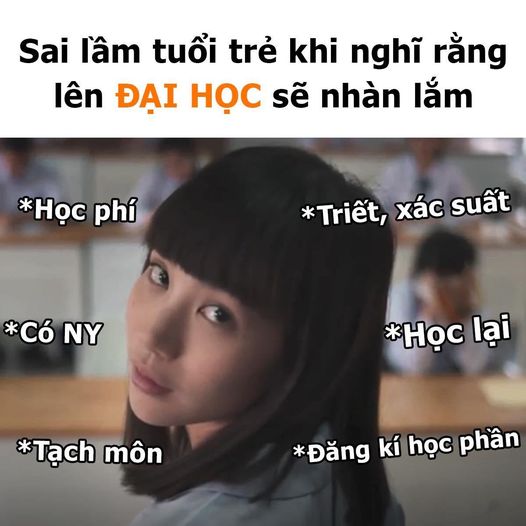 Sai lầm tuổi trẻ khi nghĩ rằng
lên ĐẠI HỌC sẽ nhàn lắm
*Học phí
*Triết, xác suất
*Có NY
*Học lại
*Tạch môn
*Đăng kí học phần